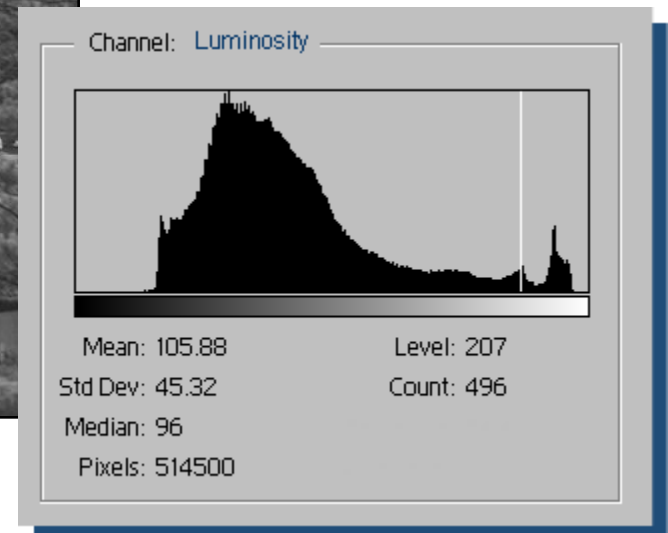 Channel: Luminosity
Mean: 105.88 Level: 207
Std Dev: 45.32 Count: 496
Median: 96
Pixels: 514500